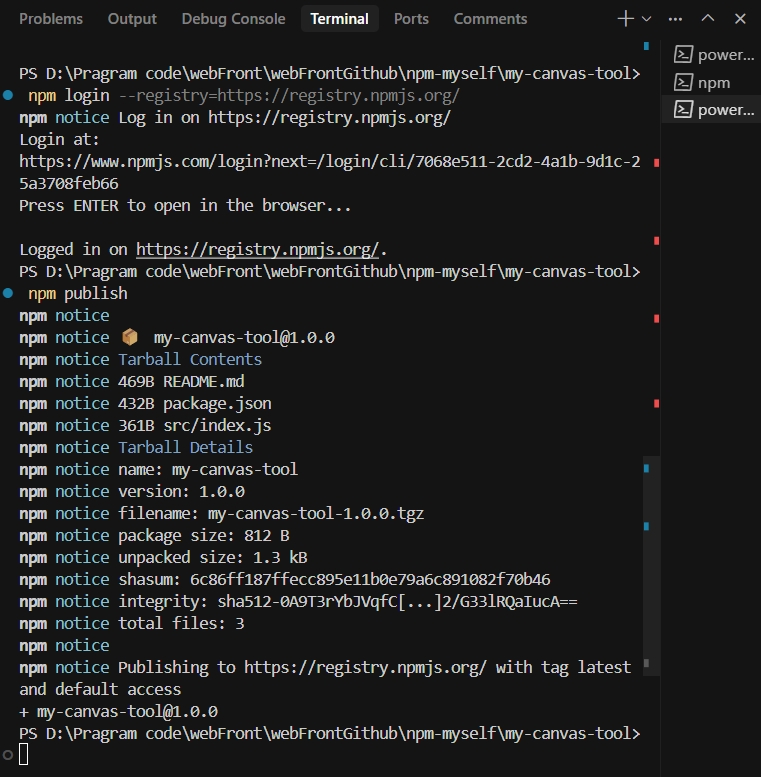 Problems Output Debug Console Terminal Ports Comments
PS D:\Pragram code\webFront\webFrontGithub\npm-myself\my-canvas-tool>
npm login --registry=https://registry.npmjs.org/
npm notice Log in on https://registry.npmjs.org/
Login at:
https://www.npmjs.com/login?next=/login/cli/7068e511-2cd2-4a1b-9d1c-2
5a3708feb66
Press ENTER to open in the browser...
Logged in on https://registry.npmjs.org/.
PS D:\Pragram code\webFront\webFrontGithub\npm-myself\my-canvas-tool>
npm publish
npm notice
npm notice 📦 my-canvas-tool@1.0.0
npm notice Tarball Contents
npm notice 469B README.md
npm notice 432B package.json
npm notice 361B src/index.js
npm notice Tarball Details
npm notice name: my-canvas-tool
npm notice version: 1.0.0
npm notice filename: my-canvas-tool-1.0.0.tgz
npm notice package size: 812 B
npm notice unpacked size: 1.3 kB
npm notice shasum: 6c86ff187ffecc895e11b0e79a6c891082f70b46
npm notice integrity: sha512-0A9T3rYbJVqfC[...]2/G33lRQaIucA==
npm notice total files: 3
npm notice
npm notice Publishing to https://registry.npmjs.org/ with tag latest
and default access
+ my-canvas-tool@1.0.0
PS D:\Pragram code\webFront\webFrontGithub\npm-myself\my-canvas-tool>
power...
npm
power...